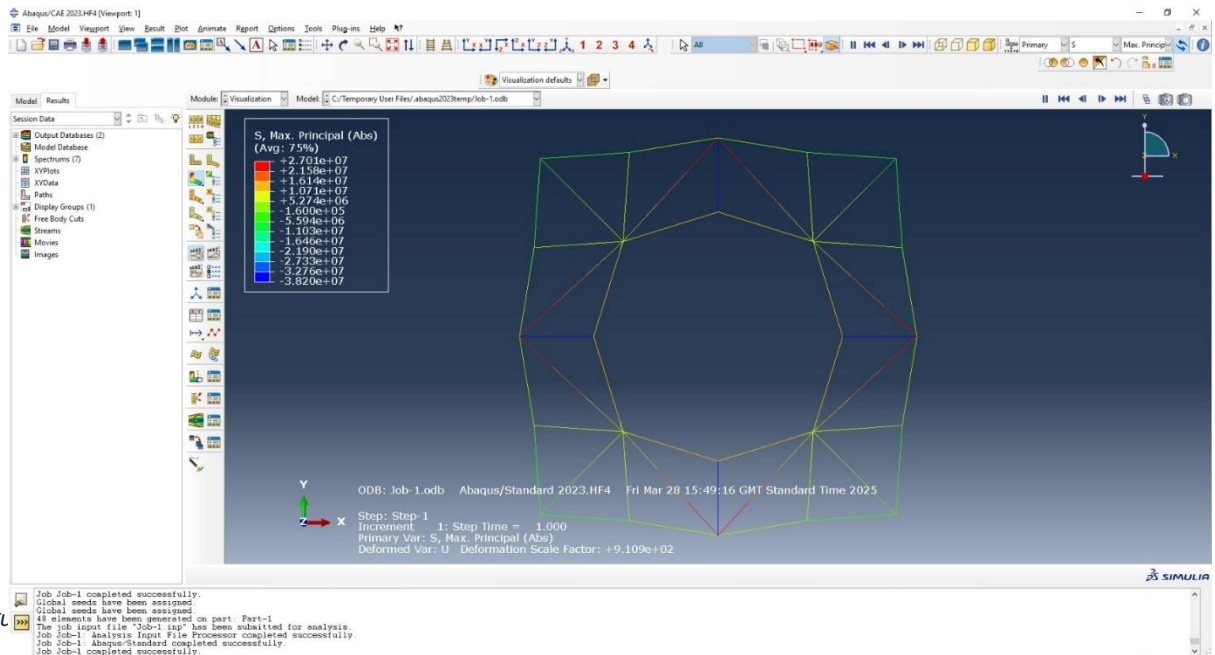 Abaqus/CAE 2023.HF4 [Viewport: 1]
File Model Viewport View Result Plot Animate Report Options Tools Plug-ins Help
1 2 3 4 All Primary S Max. Princip
Visualization defaults
Model Results
Module: Visualization Model: C:/Temporary User Files/.abaqus2023temp/Job-1.odb
Session Data
Output Databases (2)
Model Database
Spectrums (7)
XYPlots
XYData
Paths
Display Groups (1)
Free Body Cuts
Streams
Movies
Images
S, Max. Principal (Abs)
(Avg: 75%)
+2.701e+07
+2.158e+07
+1.614e+07
+1.071e+07
+5.274e+06
-1.600e+05
-5.594e+06
-1.103e+07
-1.646e+07
-2.190e+07
-2.733e+07
-3.276e+07
-3.820e+07
Y
Z X
Y
Z X
ODB: Job-1.odb Abaqus/Standard 2023.HF4 Fri Mar 28 15:49:16 GMT Standard Time 2025
Step: Step-1
Increment 1: Step Time = 1.000
Primary Var: S, Max. Principal (Abs)
Deformed Var: U Deformation Scale Factor: +9.109e+02
SIMULIA
Job Job-1 completed successfully.
Global seeds have been assigned.
Global seeds have been assigned.
48 elements have been generated on part: Part-1
The job input file "Job-1.inp" has been submitted for analysis.
Job Job-1: Analysis Input File Processor completed successfully.
Job Job-1: Abaqus/Standard completed successfully.
Job Job-1 completed successfully.